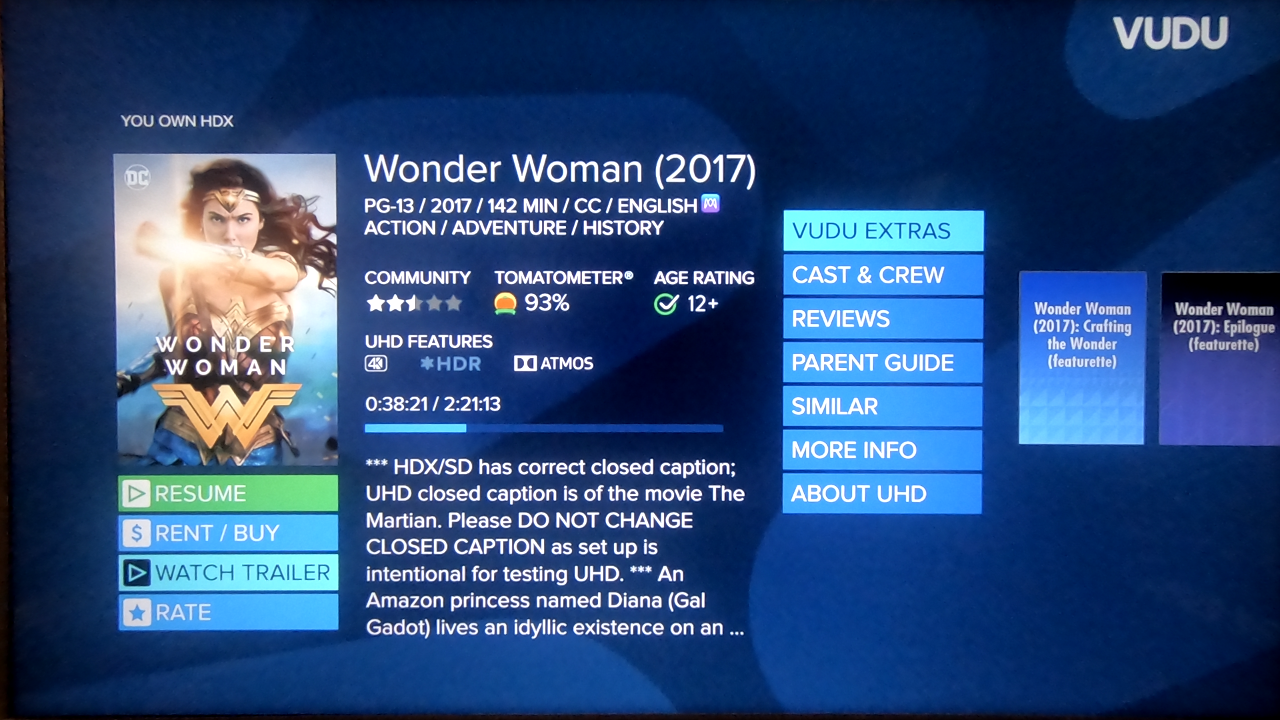 VUDU
YOU OWN HDX
DC
WONDER
WOMAN
Wonder Woman (2017)
PG-13 / 2017 / 142 MIN / CC / ENGLISH
ACTION / ADVENTURE / HISTORY
COMMUNITY
TOMATOMETER®
93%
AGE RATING
12+
UHD FEATURES
4K
*HDR
ATMOS
0:38:21 / 2:21:13
*** HDX/SD has correct closed caption;
UHD closed caption is of the movie The
Martian. Please DO NOT CHANGE
CLOSED CAPTION as set up is
intentional for testing UHD. *** An
Amazon princess named Diana (Gal
Gadot) lives an idyllic existence on an ...
RESUME
$ RENT / BUY
WATCH TRAILER
RATE
VUDU EXTRAS
CAST & CREW
REVIEWS
PARENT GUIDE
SIMILAR
MORE INFO
ABOUT UHD
Wonder Woman
(2017): Crafting
the Wonder
(featurette)
Wonder Woman
(2017): Epilogue
(featurette)